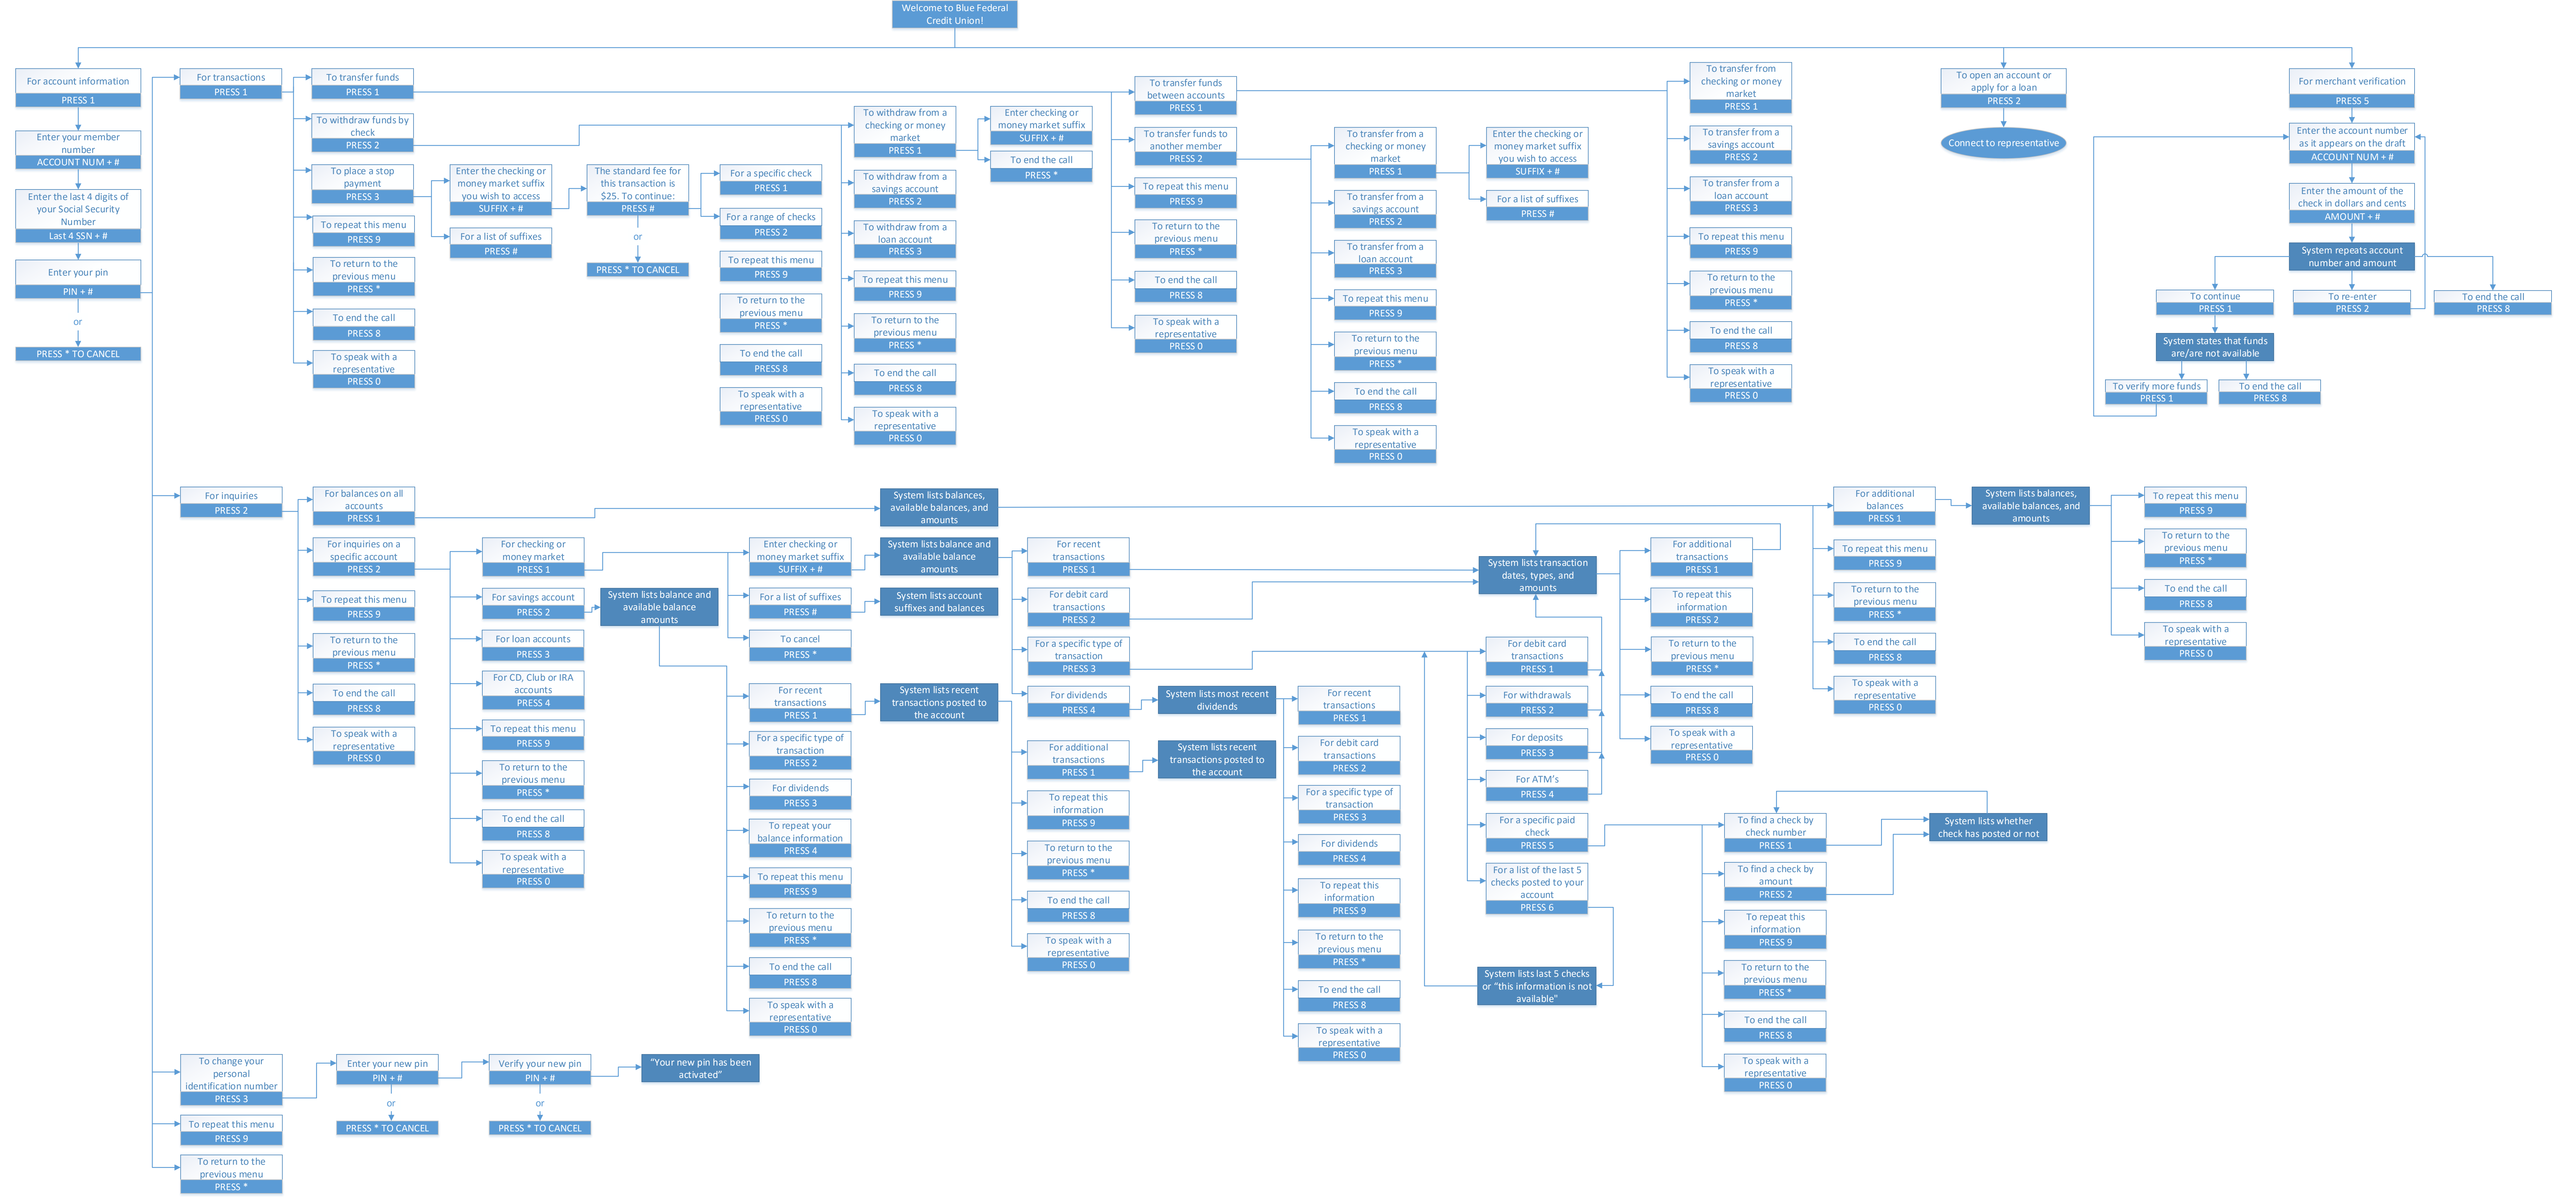 Welcome to Blue Federal
Credit Union!
For account information
PRESS 1
Enter your member
number
ACCOUNT NUM + #
Enter the last 4 digits of
your Social Security
Number
Last 4 SSN + #
Enter your pin
PIN + #
or
PRESS * TO CANCEL
For transactions
PRESS 1
To transfer funds
PRESS 1
To withdraw funds by
check
PRESS 2
To place a stop
payment
PRESS 3
To repeat this menu
PRESS 9
To return to the
previous menu
PRESS *
To end the call
PRESS 8
To speak with a
representative
PRESS 0
Enter the checking or
money market suffix
you wish to access
SUFFIX + #
For a list of suffixes
PRESS #
The standard fee for
this transaction is
$25. To continue:
PRESS #
or
PRESS * TO CANCEL
For a specific check
PRESS 1
For a range of checks
PRESS 2
To repeat this menu
PRESS 9
To return to the
previous menu
PRESS *
To end the call
PRESS 8
To speak with a
representative
PRESS 0
To withdraw from a
checking or money
market
PRESS 1
To withdraw from a
savings account
PRESS 2
To withdraw from a
loan account
PRESS 3
To repeat this menu
PRESS 9
To return to the
previous menu
PRESS *
To end the call
PRESS 8
To speak with a
representative
PRESS 0
Enter checking or
money market suffix
SUFFIX + #
To end the call
PRESS *
To transfer funds
between accounts
PRESS 1
To transfer funds to
another member
PRESS 2
To repeat this menu
PRESS 9
To return to the
previous menu
PRESS *
To end the call
PRESS 8
To speak with a
representative
PRESS 0
To transfer from a
checking or money
market
PRESS 1
To transfer from a
savings account
PRESS 2
To transfer from a
loan account
PRESS 3
To repeat this menu
PRESS 9
To return to the
previous menu
PRESS *
To end the call
PRESS 8
To speak with a
representative
PRESS 0
Enter the checking or
money market suffix
you wish to access
SUFFIX + #
For a list of suffixes
PRESS #
To transfer from
checking or money
market
PRESS 1
To transfer from a
savings account
PRESS 2
To transfer from a
loan account
PRESS 3
To repeat this menu
PRESS 9
To return to the
previous menu
PRESS *
To end the call
PRESS 8
To speak with a
representative
PRESS 0
To open an account or
apply for a loan
PRESS 2
Connect to representative
For merchant verification
PRESS 5
Enter the account number
as it appears on the draft
ACCOUNT NUM + #
Enter the amount of the
check in dollars and cents
AMOUNT + #
System repeats account
number and amount
To continue
PRESS 1
To re-enter
PRESS 2
To end the call
PRESS 8
System states that funds
are/are not available
To verify more funds
PRESS 1
To end the call
PRESS 8
For inquiries
PRESS 2
For balances on all
accounts
PRESS 1
For inquiries on a
specific account
PRESS 2
To repeat this menu
PRESS 9
To return to the
previous menu
PRESS *
To end the call
PRESS 8
To speak with a
representative
PRESS 0
For checking or
money market
PRESS 1
For savings account
PRESS 2
For loan accounts
PRESS 3
For CD, Club or IRA
accounts
PRESS 4
To repeat this menu
PRESS 9
To return to the
previous menu
PRESS *
To end the call
PRESS 8
To speak with a
representative
PRESS 0
System lists balance and
available balance
amounts
Enter checking or
money market suffix
SUFFIX + #
For a list of suffixes
PRESS #
To cancel
PRESS *
For recent
transactions
PRESS 1
For a specific type of
transaction
PRESS 2
For dividends
PRESS 3
To repeat your
balance information
PRESS 4
To repeat this menu
PRESS 9
To return to the
previous menu
PRESS *
To end the call
PRESS 8
To speak with a
representative
PRESS 0
System lists balances,
available balances, and
amounts
System lists balance and
available balance
amounts
System lists account
suffixes and balances
System lists recent
transactions posted to
the account
For recent
transactions
PRESS 1
For debit card
transactions
PRESS 2
For a specific type of
transaction
PRESS 3
For dividends
PRESS 4
For additional
transactions
PRESS 1
To repeat this
information
PRESS 9
To return to the
previous menu
PRESS *
To end the call
PRESS 8
To speak with a
representative
PRESS 0
System lists most recent
dividends
System lists recent
transactions posted to
the account
For recent
transactions
PRESS 1
For debit card
transactions
PRESS 2
For a specific type of
transaction
PRESS 3
For dividends
PRESS 4
To repeat this
information
PRESS 9
To return to the
previous menu
PRESS *
To end the call
PRESS 8
To speak with a
representative
PRESS 0
System lists transaction
dates, types, and
amounts
For debit card
transactions
PRESS 1
For withdrawals
PRESS 2
For deposits
PRESS 3
For ATM's
PRESS 4
For a specific paid
check
PRESS 5
For a list of the last 5
checks posted to your
account
PRESS 6
System lists last 5 checks
or "this information is not
available"
For additional
transactions
PRESS 1
To repeat this
information
PRESS 2
To return to the
previous menu
PRESS *
To end the call
PRESS 8
To speak with a
representative
PRESS 0
To find a check by
check number
PRESS 1
To find a check by
amount
PRESS 2
To repeat this
information
PRESS 9
To return to the
previous menu
PRESS *
To end the call
PRESS 8
To speak with a
representative
PRESS 0
System lists whether
check has posted or not
For additional
balances
PRESS 1
To repeat this menu
PRESS 9
To return to the
previous menu
PRESS *
To end the call
PRESS 8
To speak with a
representative
PRESS 0
System lists balances,
available balances, and
amounts
To repeat this menu
PRESS 9
To return to the
previous menu
PRESS *
To end the call
PRESS 8
To speak with a
representative
PRESS 0
To change your
personal
identification number
PRESS 3
Enter your new pin
PIN + #
or
PRESS * TO CANCEL
Verify your new pin
PIN + #
or
PRESS * TO CANCEL
"Your new pin has been
activated"
To repeat this menu
PRESS 9
To return to the
previous menu
PRESS *